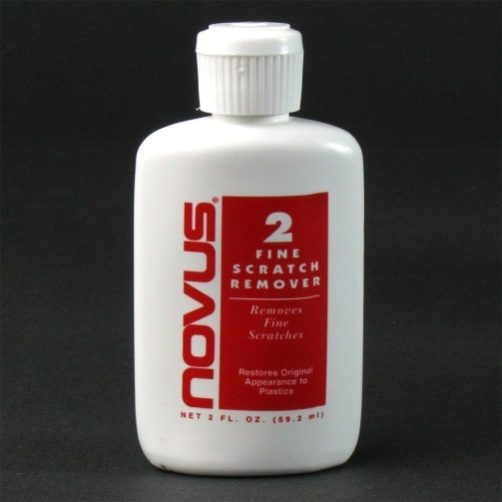 NOVUS®
2
FINE
SCRATCH
REMOVER
Removes
Fine
Scratches
Restores Original
Appearance to
Plastics
NET 2 FL. OZ. (59.2 ml)